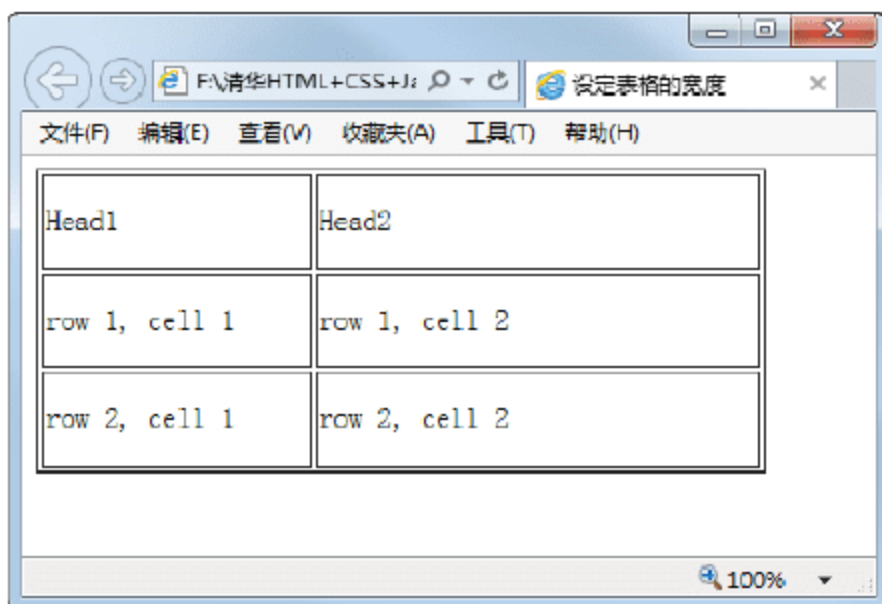 F:\清华HTML+CSS+Ja
设定表格的宽度
文件(F) 编辑(E) 查看(V) 收藏夹(A) 工具(T) 帮助(H)
Head1 Head2
row 1, cell 1 row 1, cell 2
row 2, cell 1 row 2, cell 2
100%